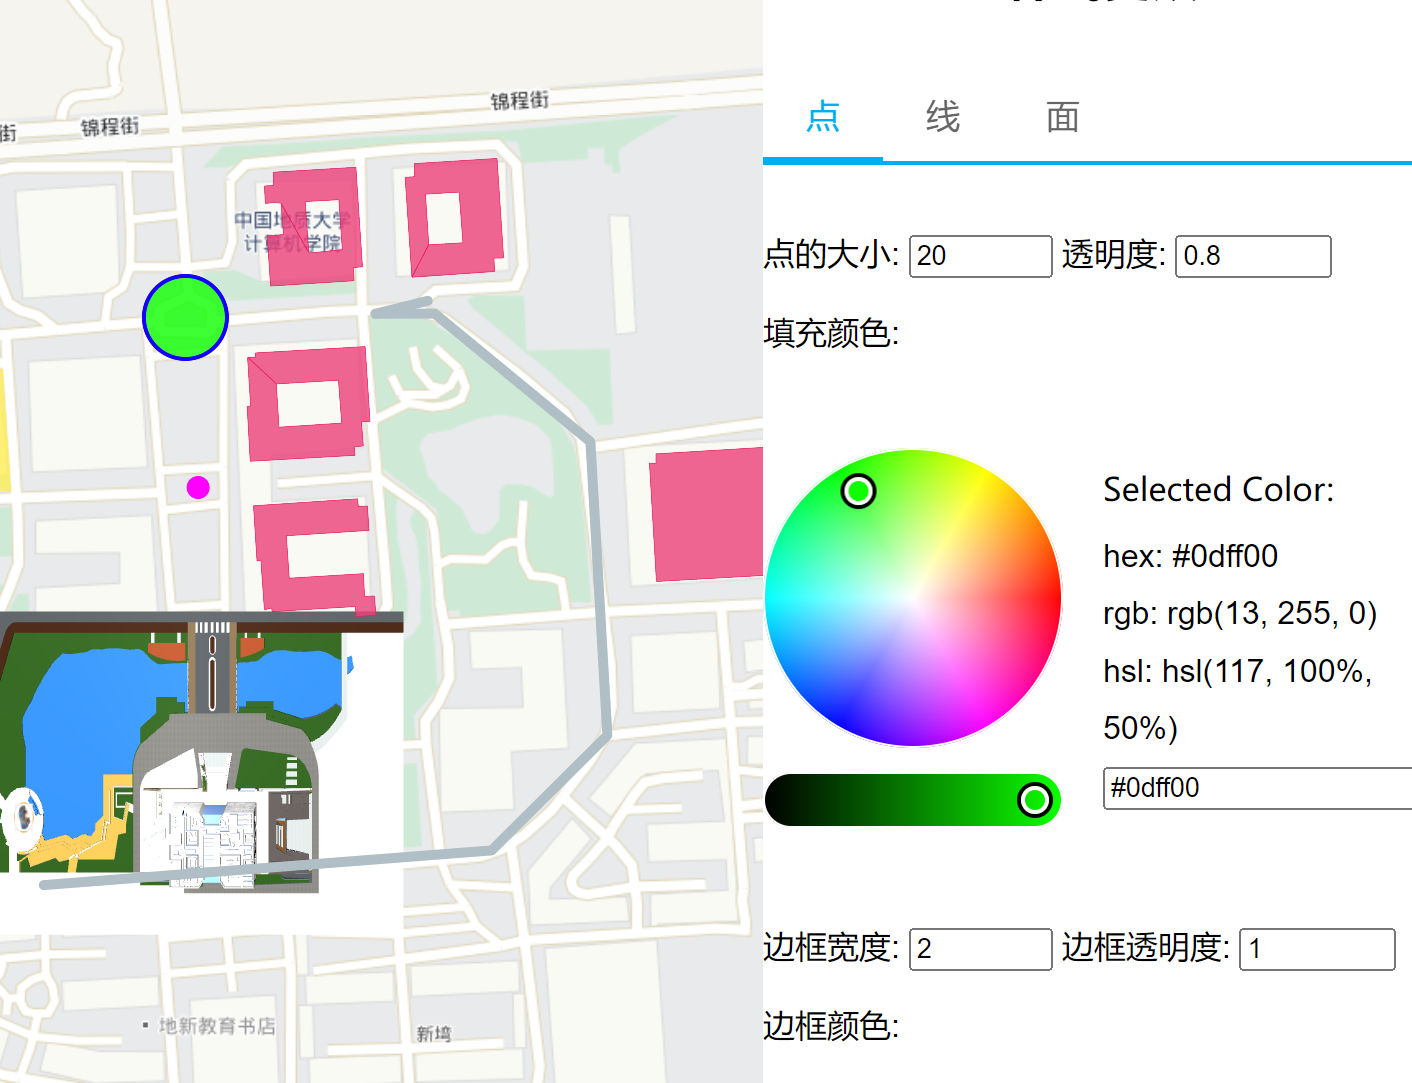 锦程街
锦程街
街
中国地质大学
计算机学院
地新教育书店
新塆
点 线 面
点的大小: 20 透明度: 0.8
填充颜色:
Selected Color:
hex: #0dff00
rgb: rgb(13, 255, 0)
hsl: hsl(117, 100%,
50%)
#0dff00
边框宽度: 2 边框透明度: 1
边框颜色: